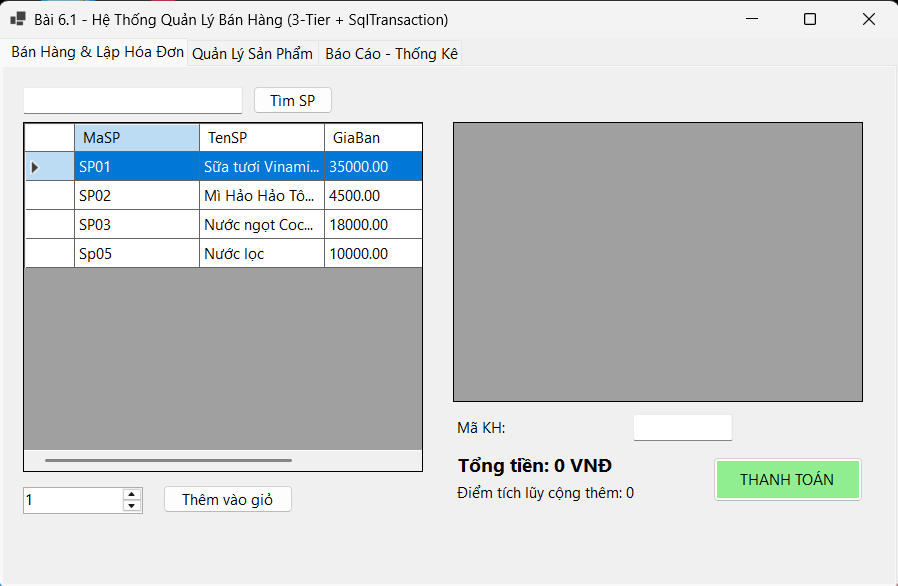 Bài 6.1 - Hệ Thống Quản Lý Bán Hàng (3-Tier + SqlTransaction)
Bán Hàng & Lập Hóa Đơn Quản Lý Sản Phẩm Báo Cáo - Thống Kê
Tìm SP
MaSP TenSP GiaBan
SP01 Sữa tươi Vinami... 35000.00
SP02 Mì Hảo Hảo Tô... 4500.00
SP03 Nước ngọt Coc... 18000.00
Sp05 Nước lọc 10000.00
1
Thêm vào giỏ
Mã KH:
Tổng tiền: 0 VNĐ
Điểm tích lũy cộng thêm: 0
THANH TOÁN